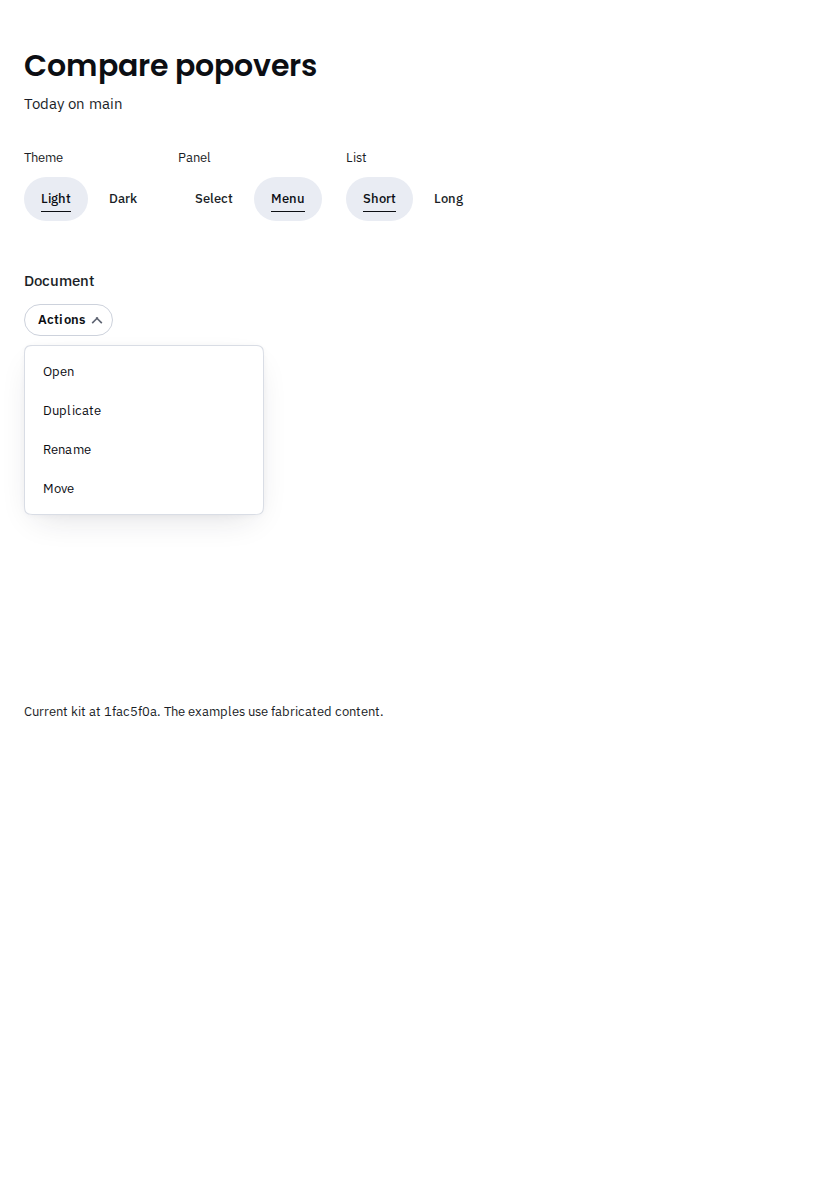 Compare popovers
Today on main
Theme Panel List
Light Dark Select Menu Short Long
Document
Actions
Open
Duplicate
Rename
Move
Current kit at 1fac5f0a. The examples use fabricated content.